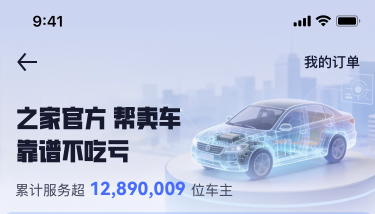 9:41
我的订单
之家官方 帮卖车
靠谱不吃亏
累计服务超 12,890,009 位车主